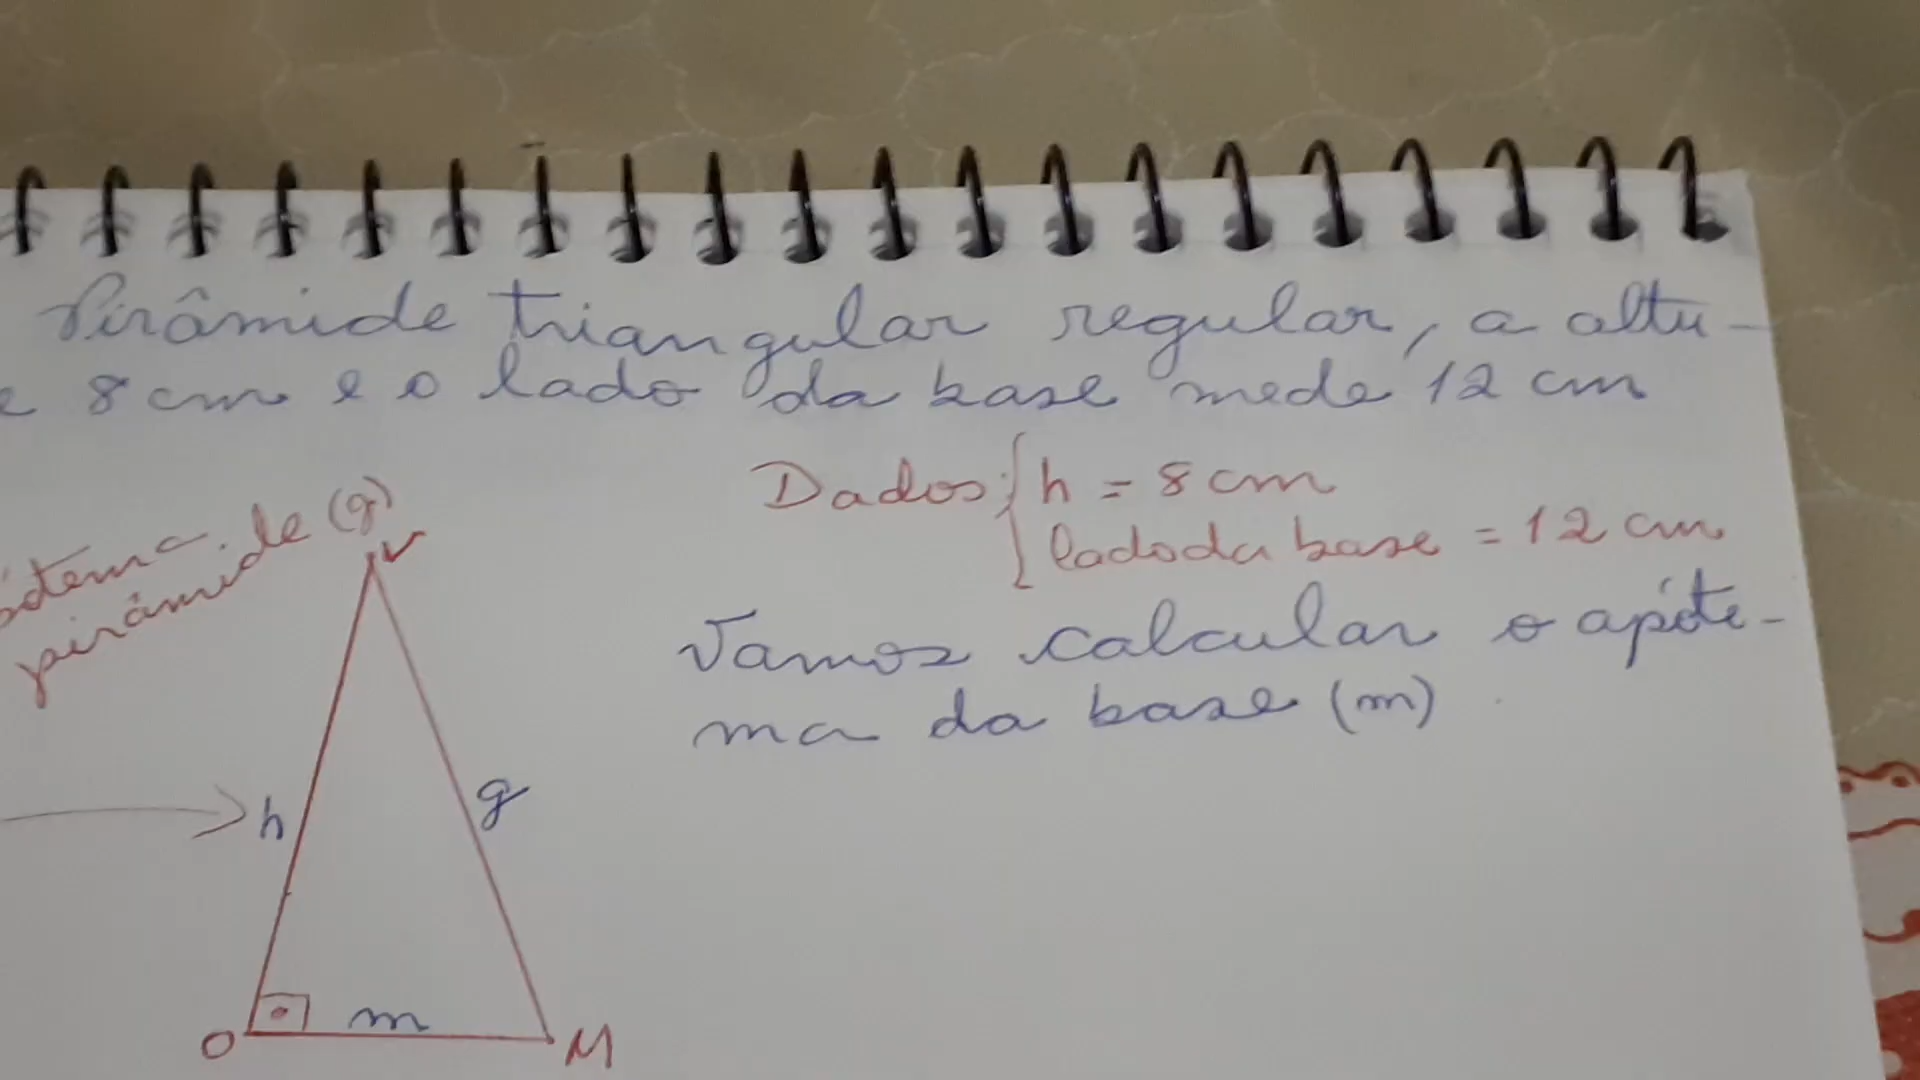 Pirâmide triangular regular, a altu-
e 8 cm e o lado da base mede 12 cm
Dados: h = 8 cm
lado da base = 12 cm
pirâmide (g)
V
Vamos calcular o apóte-
ma da base (m)
h
g
m
O
M